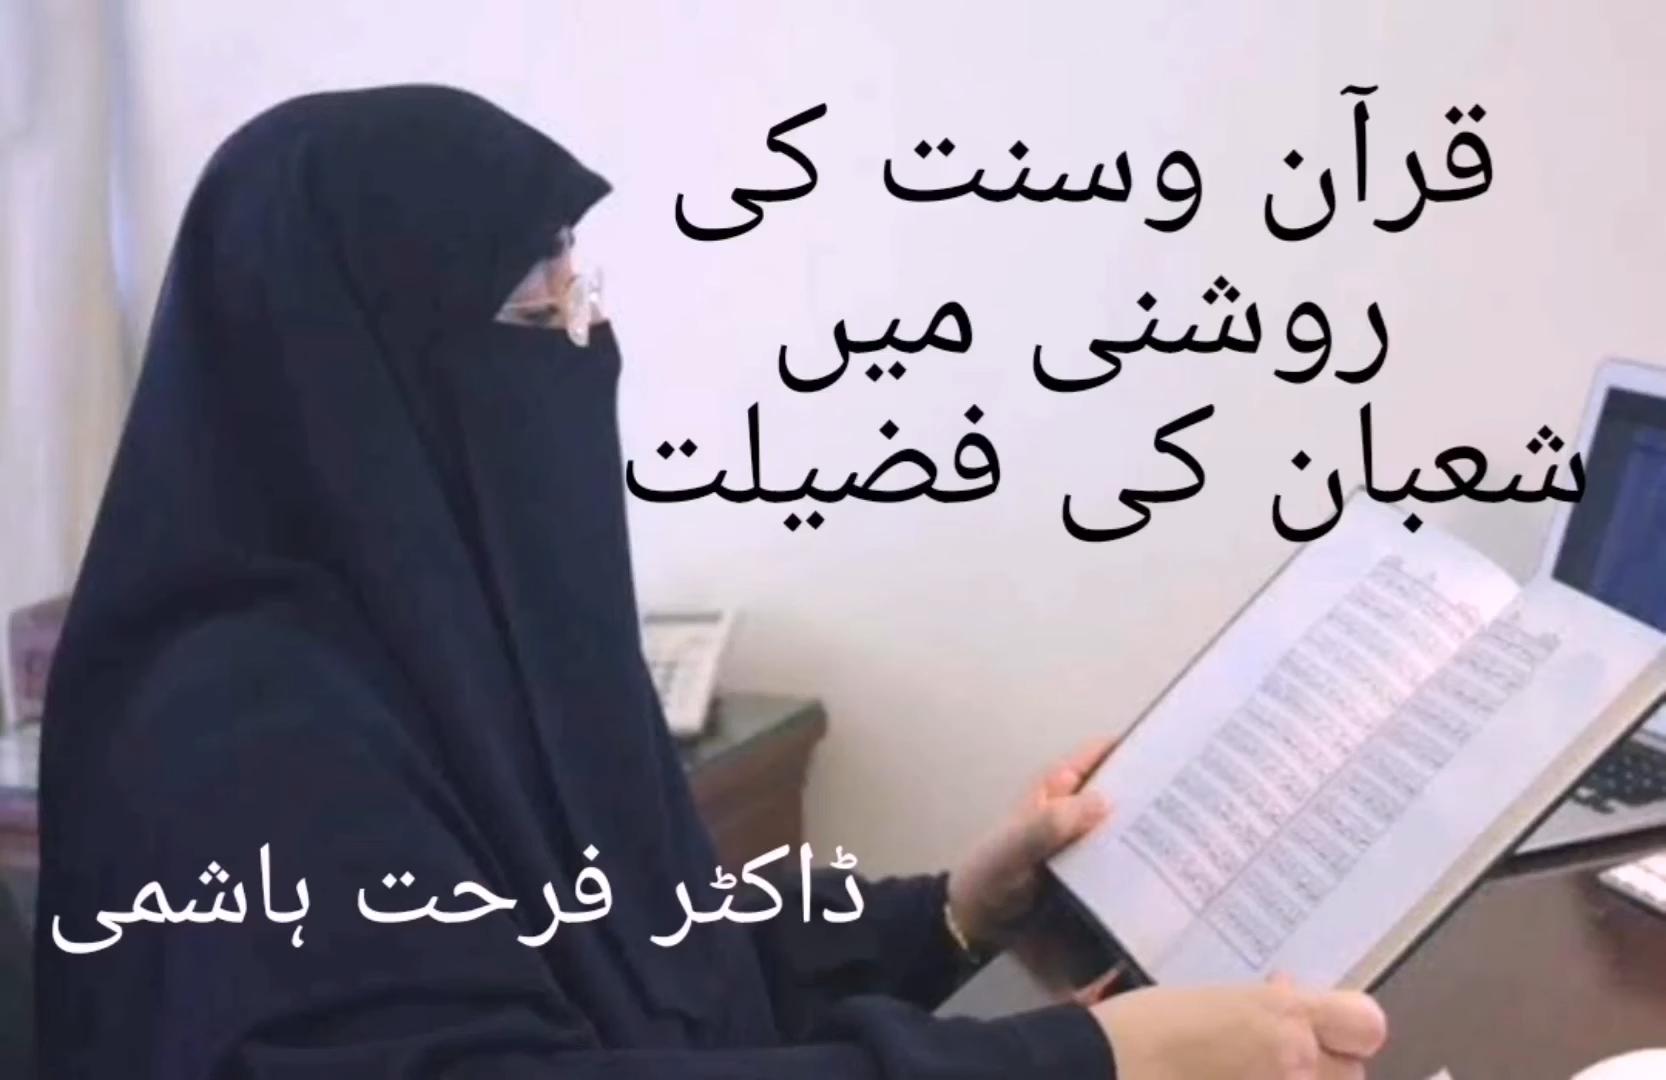 قرآن وسنت کی
روشنی میں
شعبان کی فضیلت
ڈاکٹر فرحت ہاشمی